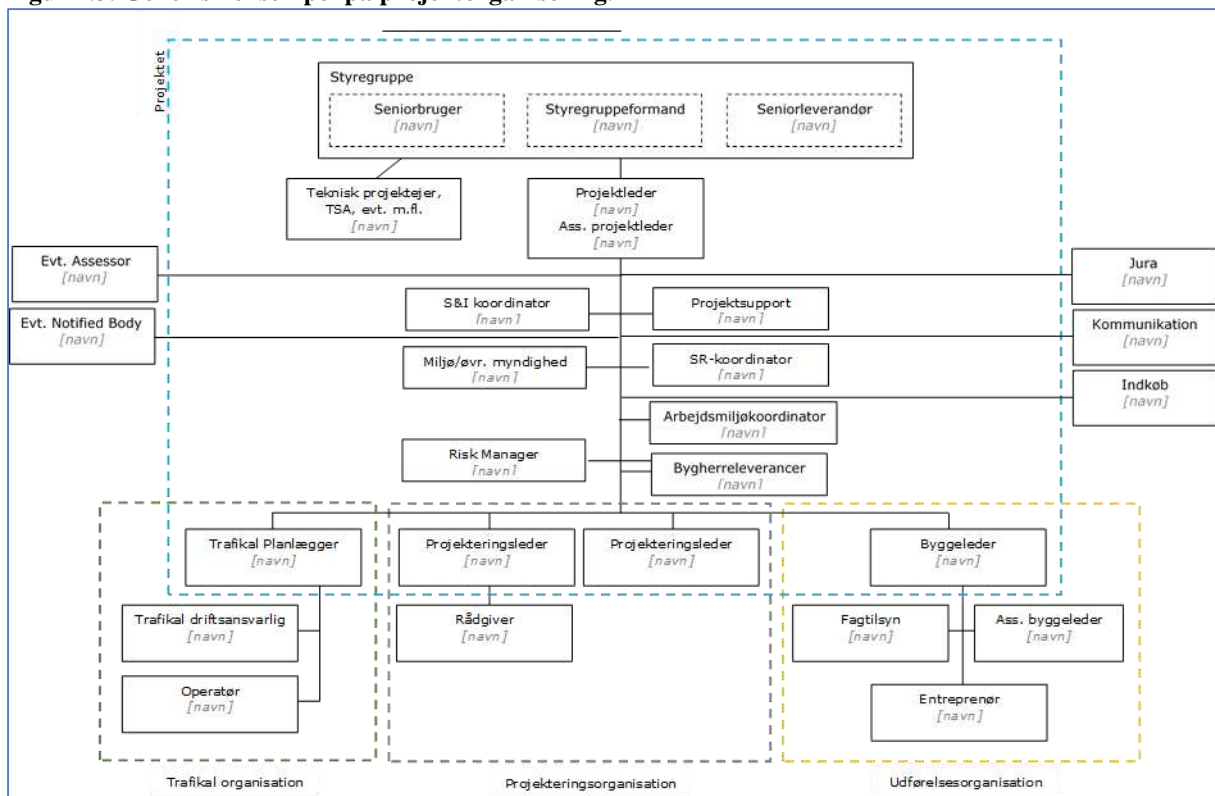 Projektet
Styregruppe
Seniorbruger
[navn]
Styregruppeformand
[navn]
Seniorleverandør
[navn]
Teknisk projektejer,
TSA, evt. m.fl.
[navn]
Projektleder
[navn]
Ass. projektleder
[navn]
Evt. Assessor
[navn]
Jura
[navn]
S&I koordinator
[navn]
Projektsupport
[navn]
Evt. Notified Body
[navn]
Kommunikation
[navn]
Miljø/øvr. myndighed
[navn]
SR-koordinator
[navn]
Indkøb
[navn]
Arbejdsmiljøkoordinator
[navn]
Risk Manager
[navn]
Bygherreleverancer
[navn]
Trafikal Planlægger
[navn]
Projekteringsleder
[navn]
Projekteringsleder
[navn]
Byggeleder
[navn]
Trafikal driftsansvarlig
[navn]
Rådgiver
[navn]
Fagtilsyn
[navn]
Ass. byggeleder
[navn]
Operatør
[navn]
Entreprenør
[navn]
Trafikal organisation
Projekteringsorganisation
Udførelsesorganisation